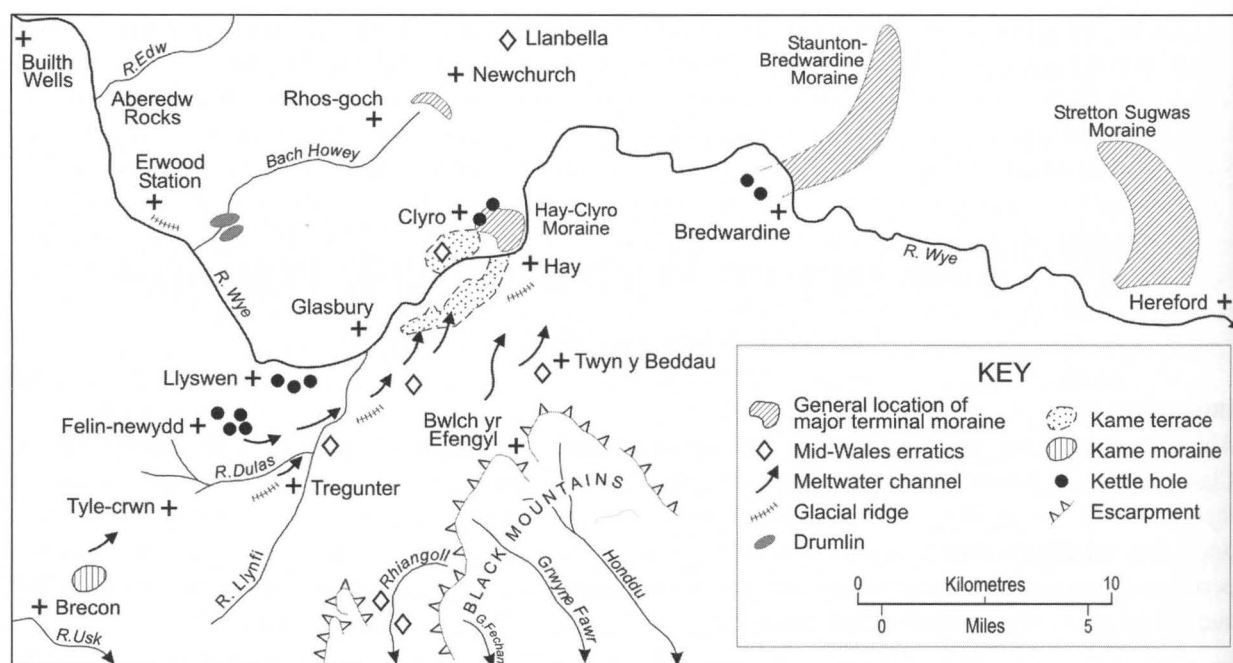 Builth
Wells
R.Edw
Aberedw
Rocks
Llanbella
Newchurch
Rhos-goch
Bach Howey
Erwood
Station
Staunton-
Bredwardine
Moraine
Stretton Sugwas
Moraine
Clyro
Hay-Clyro
Moraine
Bredwardine
R. Wye
Hay
Hereford
R. Wye
Glasbury
Llyswen
Twyn y Beddau
Felin-newydd
Bwlch yr
Efengyl
R.Dulas
Tregunter
Tyle-crwn
R. Llynfi
Brecon
R.Usk
Rhiangoll
BLACK MOUNTAINS
G.Fechan
Grwyne Fawr
Honddu
KEY
General location of
major terminal moraine
Mid-Wales erratics
Meltwater channel
Glacial ridge
Drumlin
Kame terrace
Kame moraine
Kettle hole
Escarpment
0 Kilometres 10
0 Miles 5